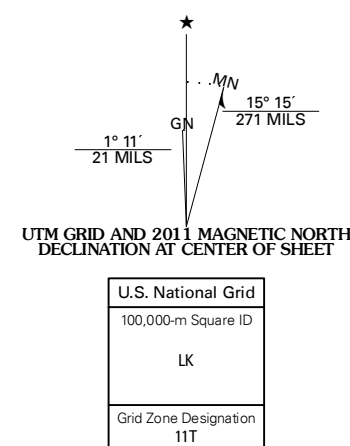 ★
MN
GN
15° 15´
271 MILS
1° 11´
21 MILS
UTM GRID AND 2011 MAGNETIC NORTH
DECLINATION AT CENTER OF SHEET
U.S. National Grid
100,000-m Square ID
LK
Grid Zone Designation
11T